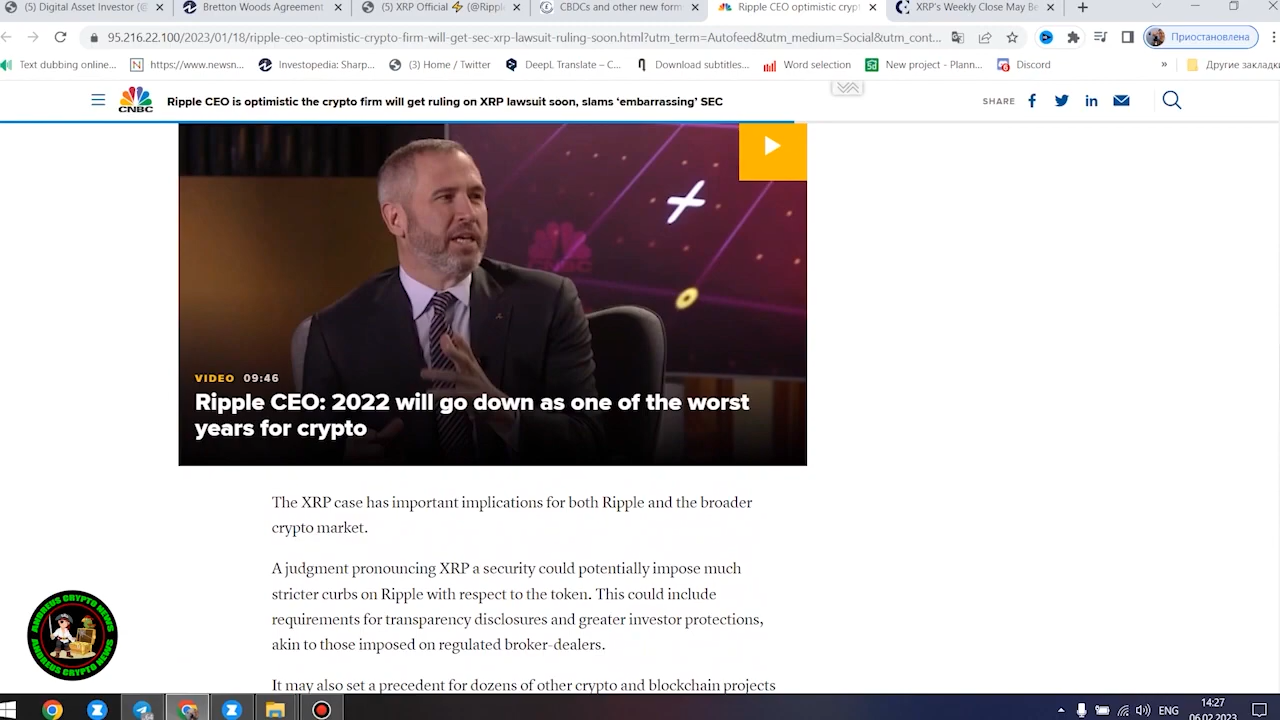 (5) Digital Asset Investor (@
Bretton Woods Agreement
(5) XRP Official ⚡ (@Rippl
CBDCs and other new form
Ripple CEO optimistic crypt
XRP's Weekly Close May Be
95.216.22.100/2023/01/18/ripple-ceo-optimistic-crypto-firm-will-get-sec-xrp-lawsuit-ruling-soon.html?utm_term=Autofeed&utm_medium=Social&utm_cont...
Приостановлена
Text dubbing online...
https://www.newsn...
Investopedia: Sharp...
(3) Home / Twitter
DeepL Translate – C...
Download subtitles...
Word selection
New project - Plann...
Discord
»
Другие закладки
CNBC
Ripple CEO is optimistic the crypto firm will get ruling on XRP lawsuit soon, slams ‘embarrassing’ SEC
SHARE
VIDEO 09:46
Ripple CEO: 2022 will go down as one of the worst
years for crypto
The XRP case has important implications for both Ripple and the broader
crypto market.
A judgment pronouncing XRP a security could potentially impose much
stricter curbs on Ripple with respect to the token. This could include
requirements for transparency disclosures and greater investor protections,
akin to those imposed on regulated broker-dealers.
It may also set a precedent for dozens of other crypto and blockchain projects
ANDREUS CRYPTO NEWS
ANDREUS CRYPTO NEWS
ENG
14:27
06.02.2023